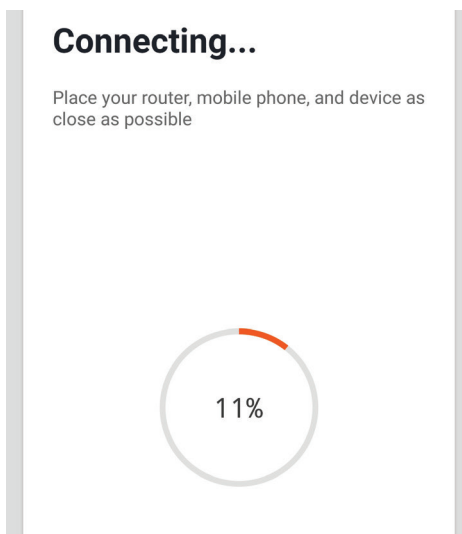 Connecting...
Place your router, mobile phone, and device as
close as possible
11%